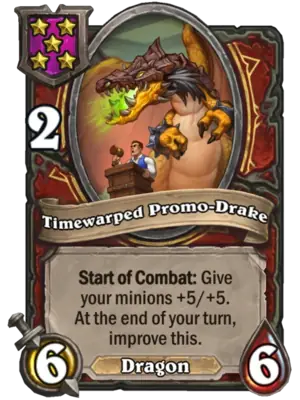 2
Timewarped Promo-Drake
Start of Combat: Give
your minions +5/+5.
At the end of your turn,
improve this.
6
Dragon
6